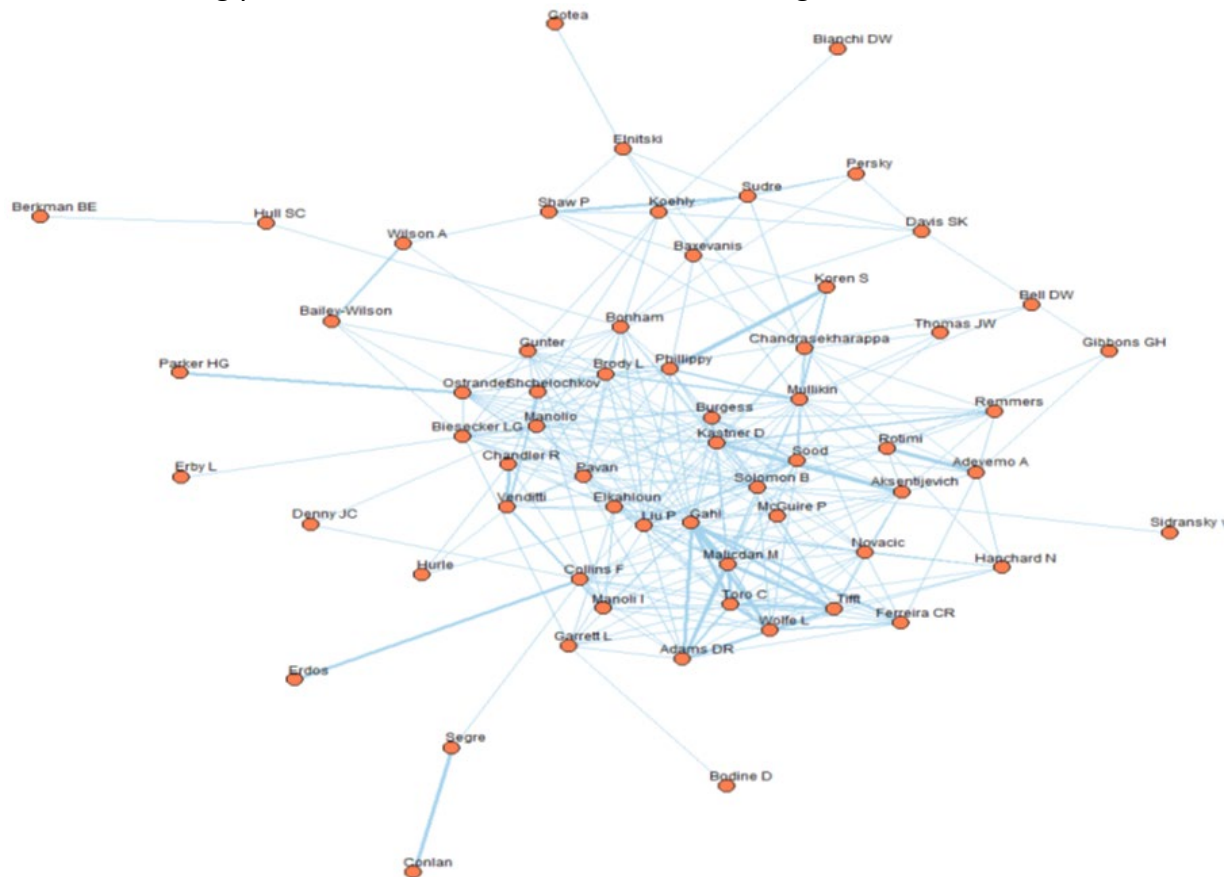 Gotea
Bianchi DW
Elnitski
Persky
Sudre
Berkman BE
Hull SC
Shaw P
Koehly
Davis SK
Wilson A
Baxevanis
Koren S
Bell DW
Bailey-Wilson
Bonham
Thomas JW
Chandrasekharappa
Gunter
Gibbons GH
Parker HG
Brody L
Phillippy
Ostrander
Shchelochkov
Mullikin
Burgess
Remmers
Manolio
Biesecker LG
Kastner D
Rotimi
Chandler R
Sood
Erby L
Pavan
Adeyemo A
Solomon B
Aksentijevich
Venditti
Elkahloun
McGuire P
Denny JC
Liu P
Gahl
Sidransky
Novacic
Hurle
Collins F
Malicdan M
Hanchard N
Manoli I
Toro C
Tifft
Ferreira CR
Wolfe L
Garrett L
Adams DR
Erdos
Segre
Bodine D
Conlan